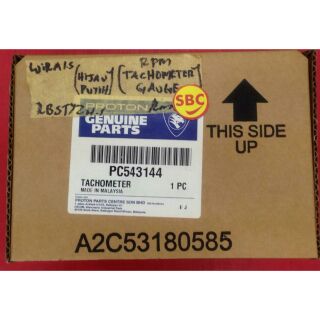 WIRAIS
(HIJAU
PUTIH
RPM
(TACHOMETER)
GAUGE
SBC
PROTON
GENUINE
PARTS
PC543144
TACHOMETER
1 PC
MADE IN MALAYSIA
PROTON PARTS CENTRE SDN BHD
THIS SIDE
UP
A2C53180585